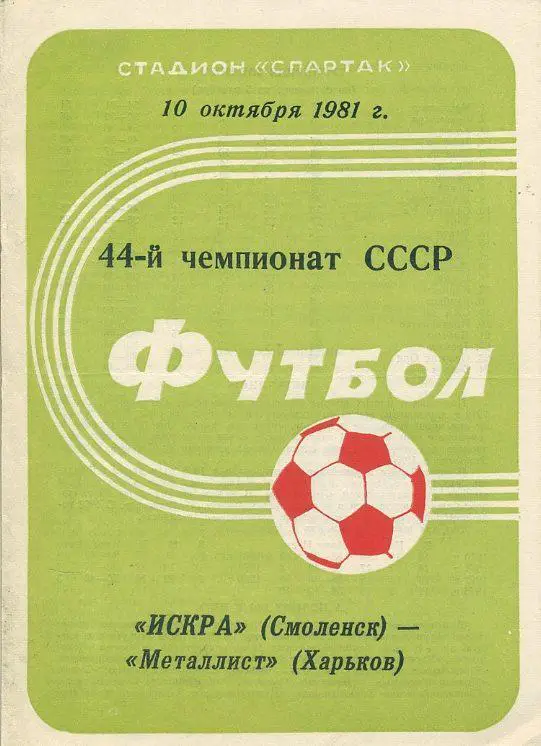 СТАДИОН «СПАРТАК»
10 октября 1981 г.
44-й чемпионат СССР
ФУТБОЛ
«ИСКРА» (Смоленск) —
«Металлист» (Харьков)